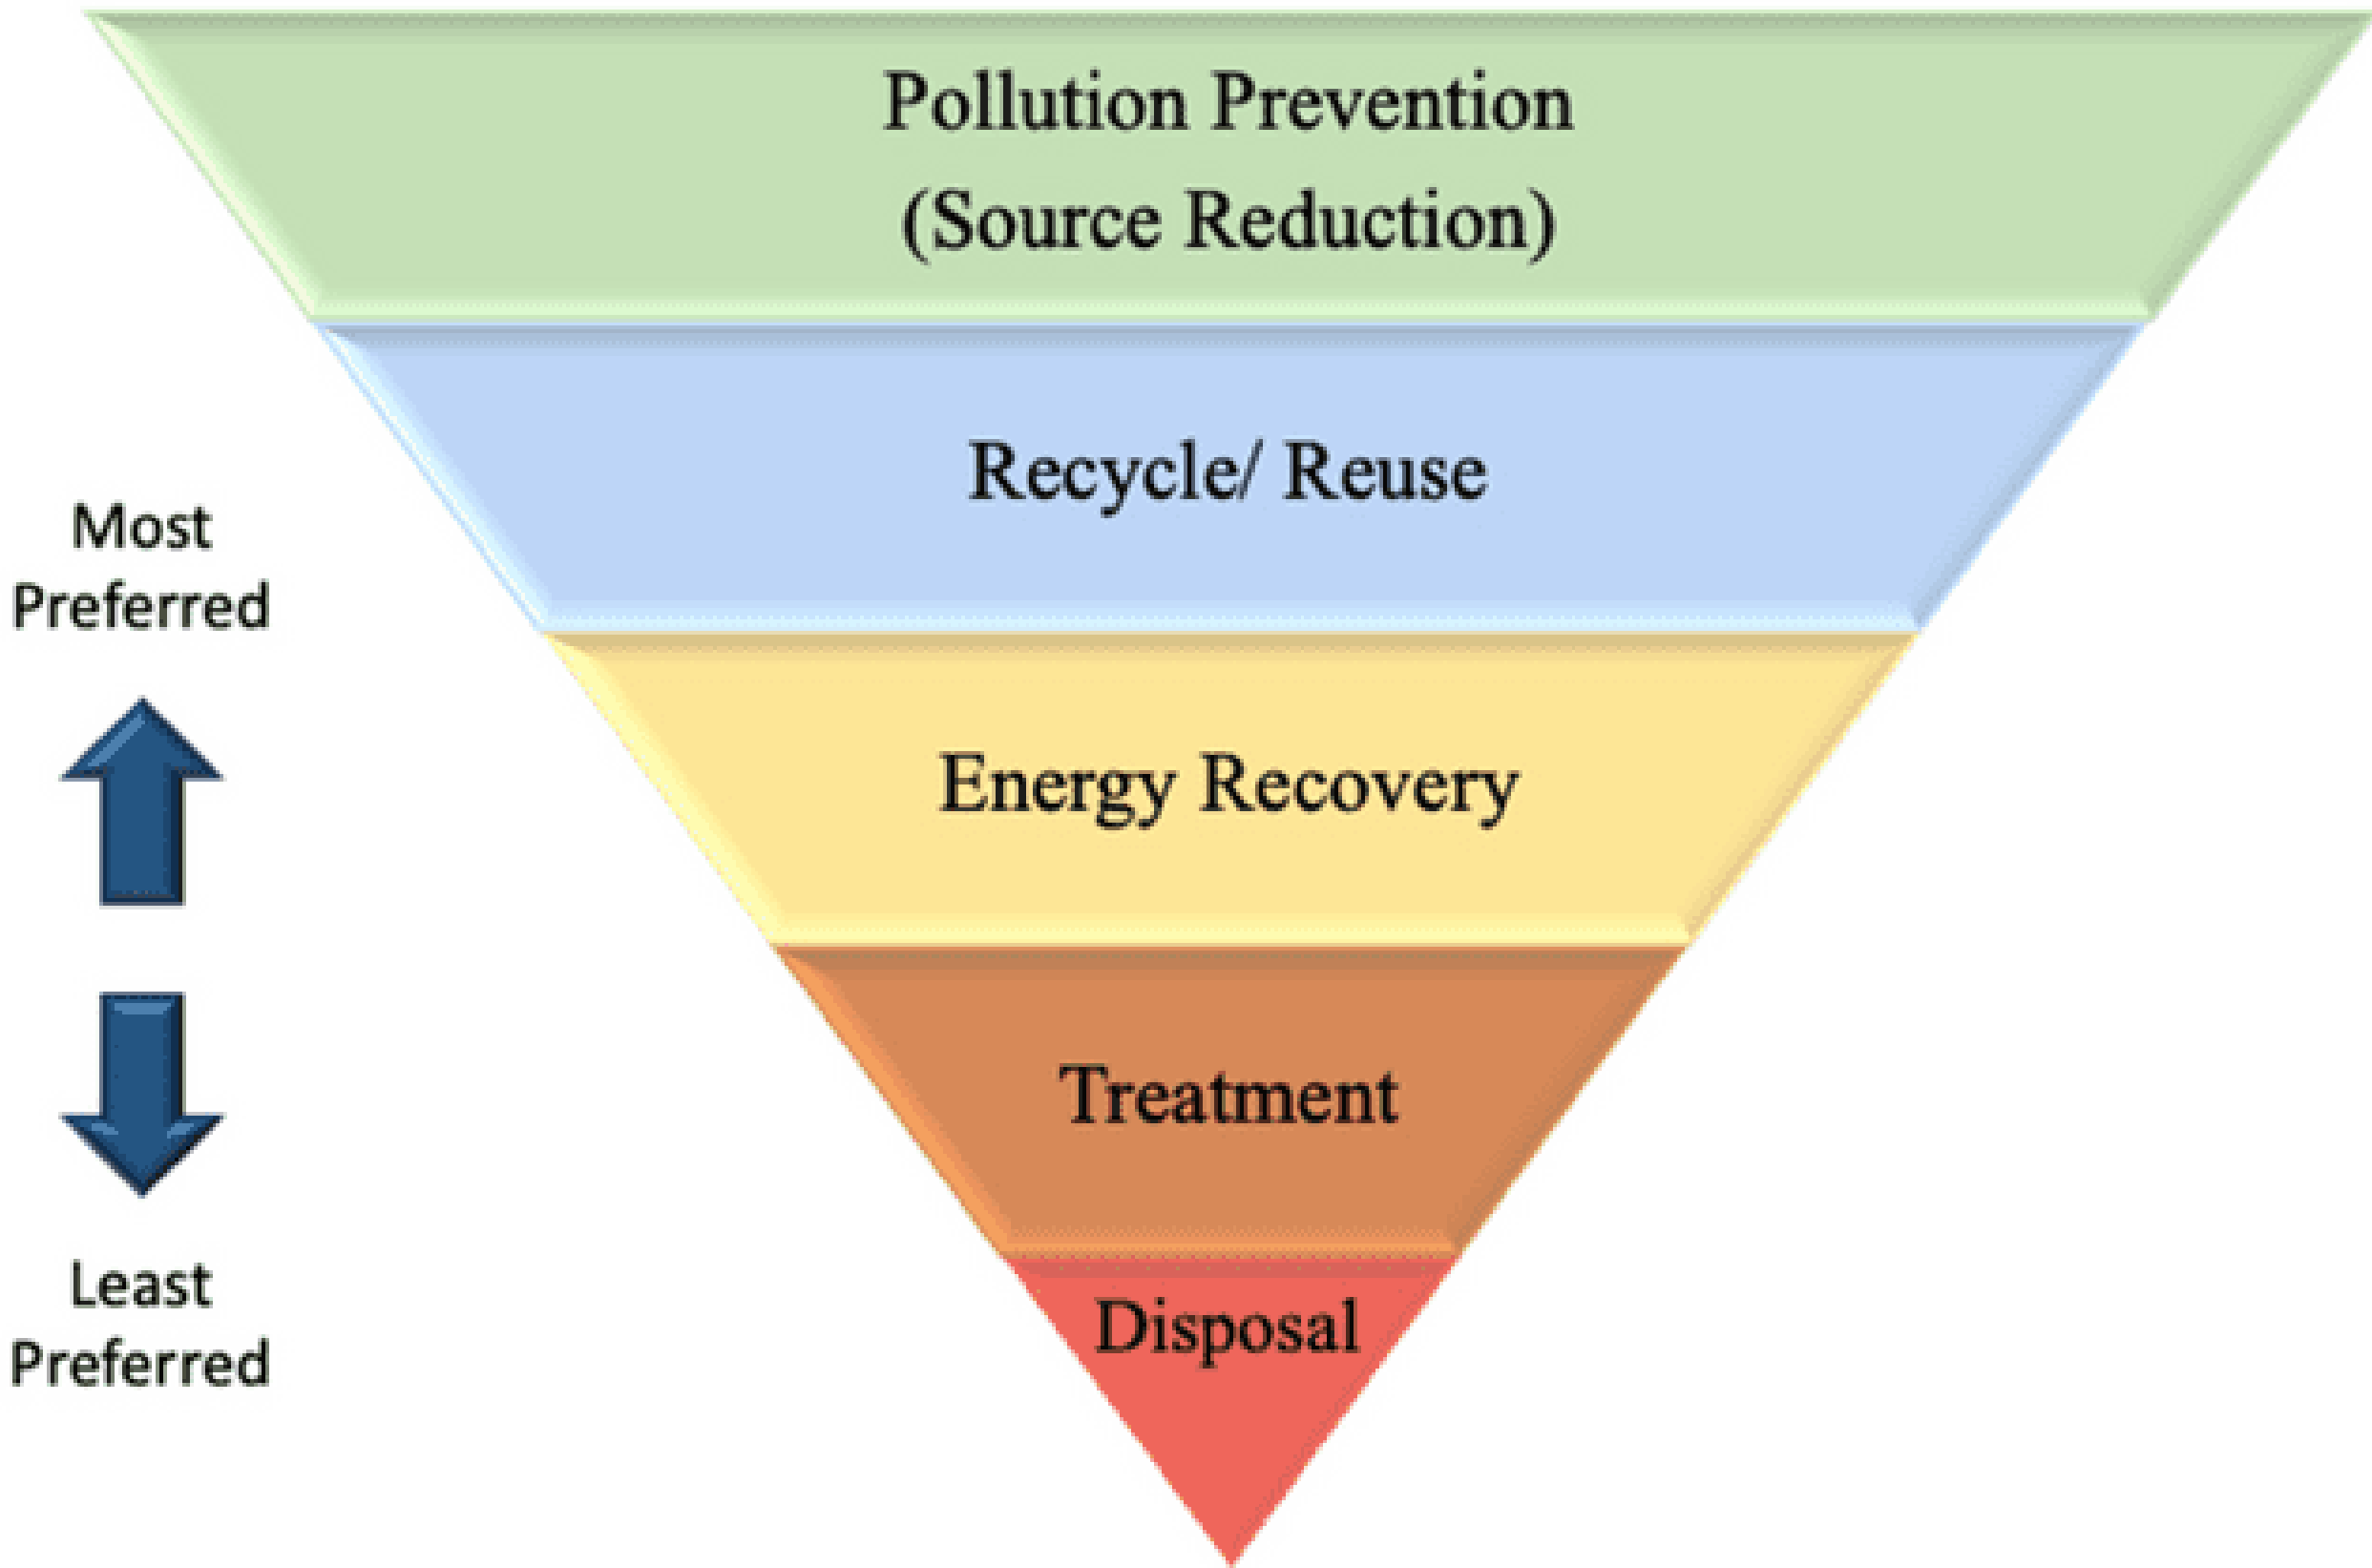 Pollution Prevention
(Source Reduction)
Recycle/ Reuse
Most
Preferred
Energy Recovery
Treatment
Least
Preferred
Disposal